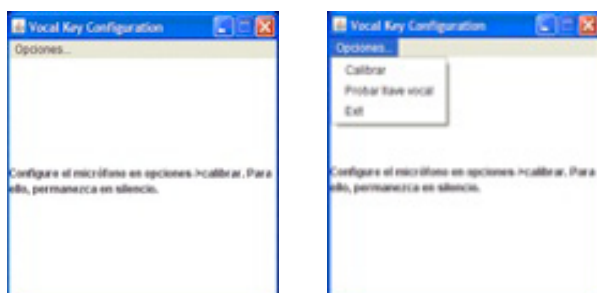 Vocal Key Configuration
Opciones...
Configure el micrófono en opciones->calibrar. Para
ello, permanezca en silencio.
Vocal Key Configuration
Opciones...
Calibrar
Probar llave vocal
Exit
Configure el micrófono en opciones->calibrar. Para
ello, permanezca en silencio.